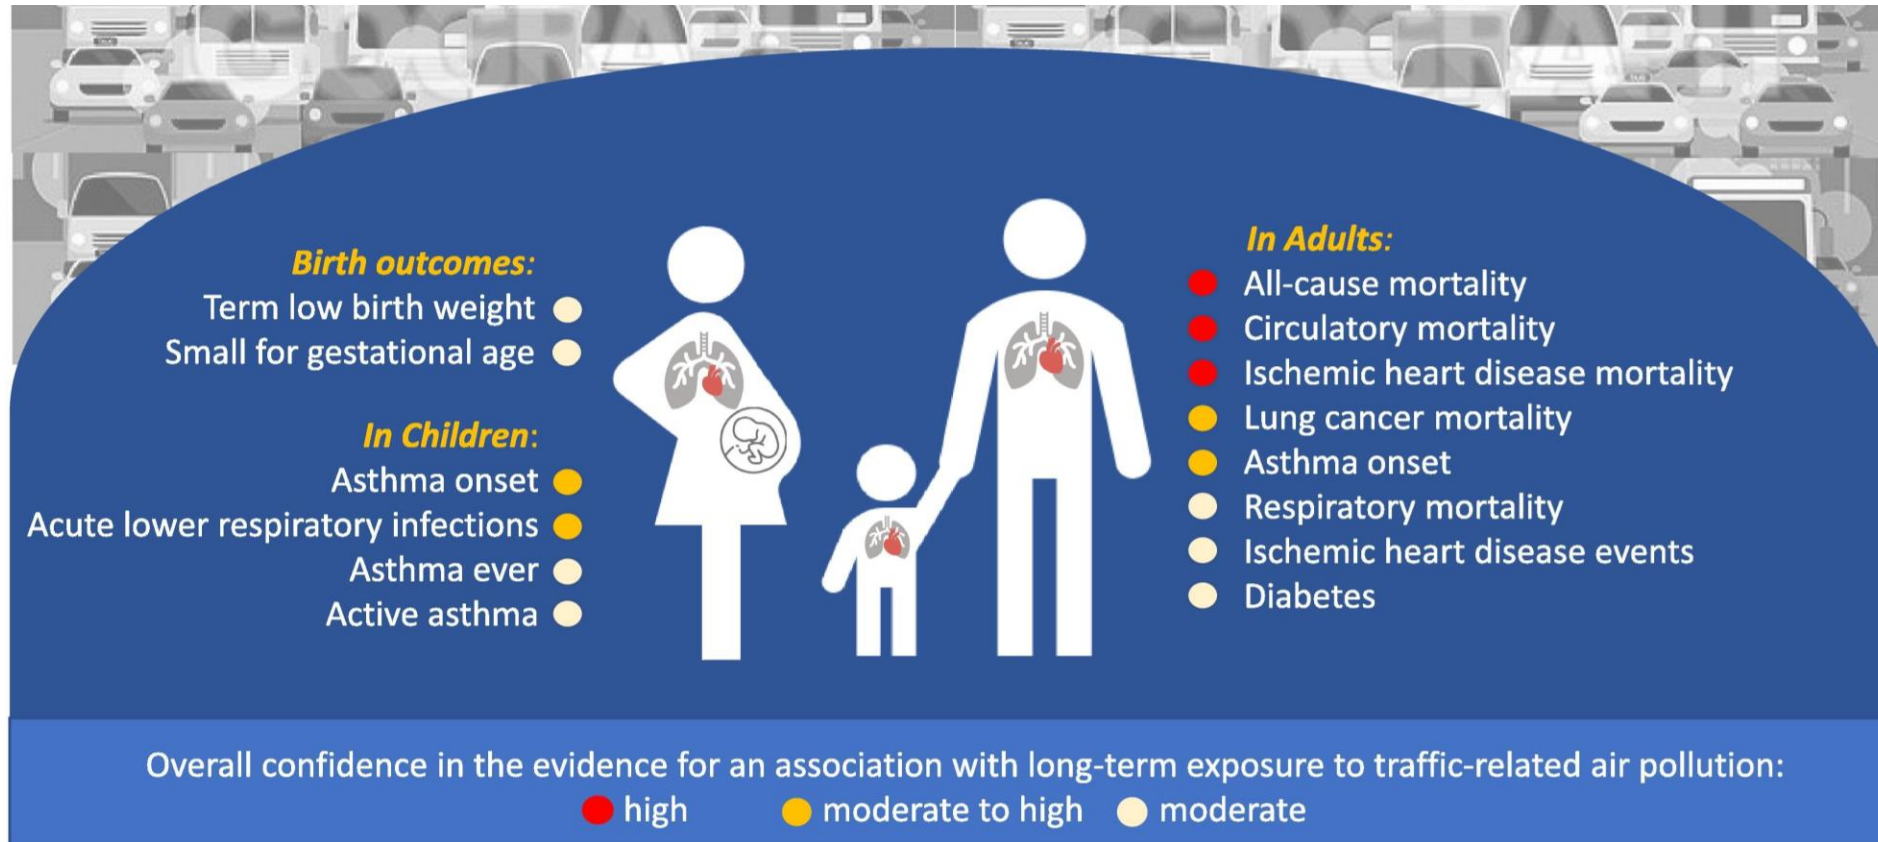 Birth outcomes:
Term low birth weight
Small for gestational age
In Children:
Asthma onset
Acute lower respiratory infections
Asthma ever
Active asthma
In Adults:
All-cause mortality
Circulatory mortality
Ischemic heart disease mortality
Lung cancer mortality
Asthma onset
Respiratory mortality
Ischemic heart disease events
Diabetes
Overall confidence in the evidence for an association with long-term exposure to traffic-related air pollution:
high moderate to high moderate